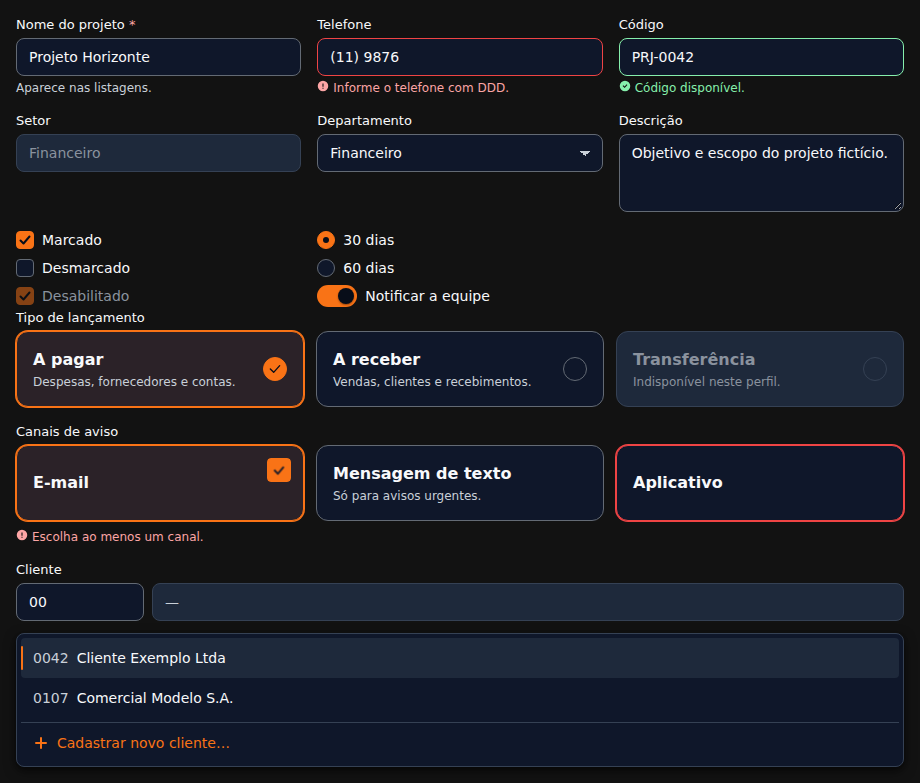 Nome do projeto *
Projeto Horizonte
Aparece nas listagens.
Telefone
(11) 9876
Informe o telefone com DDD.
Código
PRJ-0042
Código disponível.
Setor
Financeiro
Departamento
Financeiro
Descrição
Objetivo e escopo do projeto fictício.
Marcado
Desmarcado
Desabilitado
30 dias
60 dias
Notificar a equipe
Tipo de lançamento
A pagar
Despesas, fornecedores e contas.
A receber
Vendas, clientes e recebimentos.
Transferência
Indisponível neste perfil.
Canais de aviso
E-mail
Mensagem de texto
Só para avisos urgentes.
Aplicativo
Escolha ao menos um canal.
Cliente
00
—
0042 Cliente Exemplo Ltda
0107 Comercial Modelo S.A.
Cadastrar novo cliente...